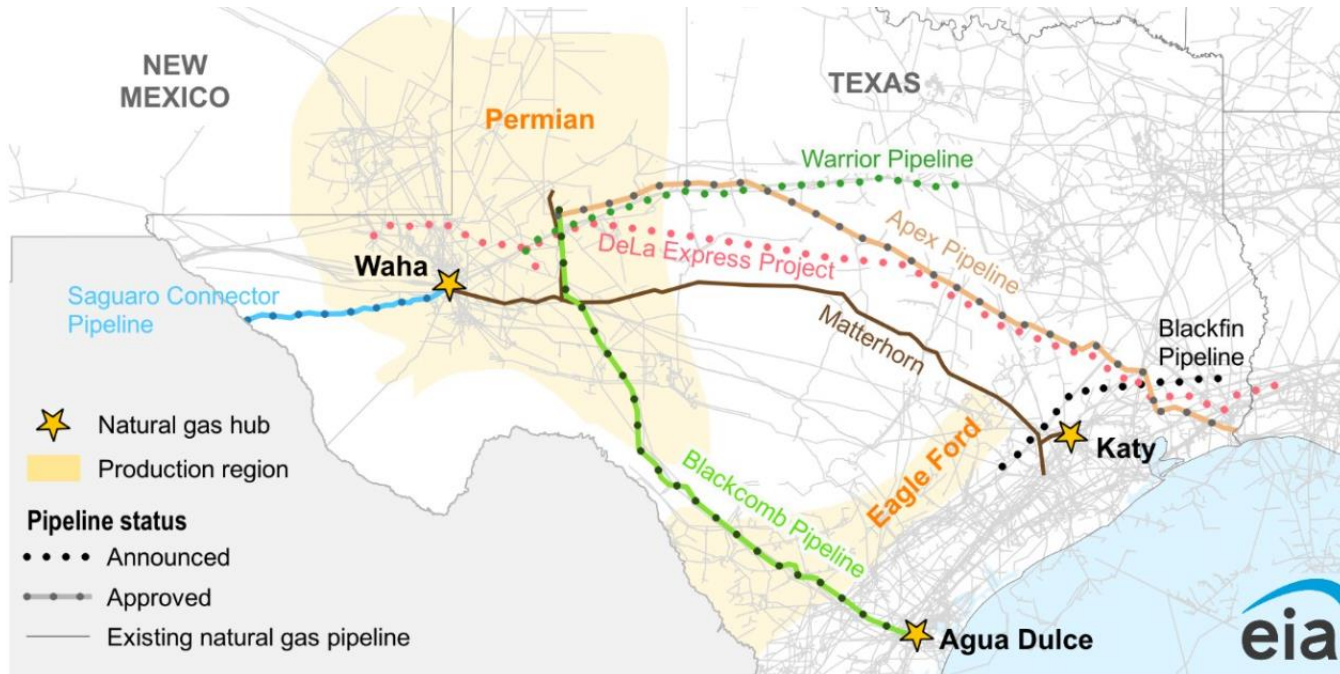 NEW
MEXICO
TEXAS
Permian
Warrior Pipeline
Apex Pipeline
DeLa Express Project
Waha
Saguaro Connector
Pipeline
Matterhorn
Blackfin
Pipeline
Katy
Eagle Ford
Blackcomb Pipeline
Agua Dulce
Natural gas hub
Production region
Pipeline status
Announced
Approved
Existing natural gas pipeline
eia